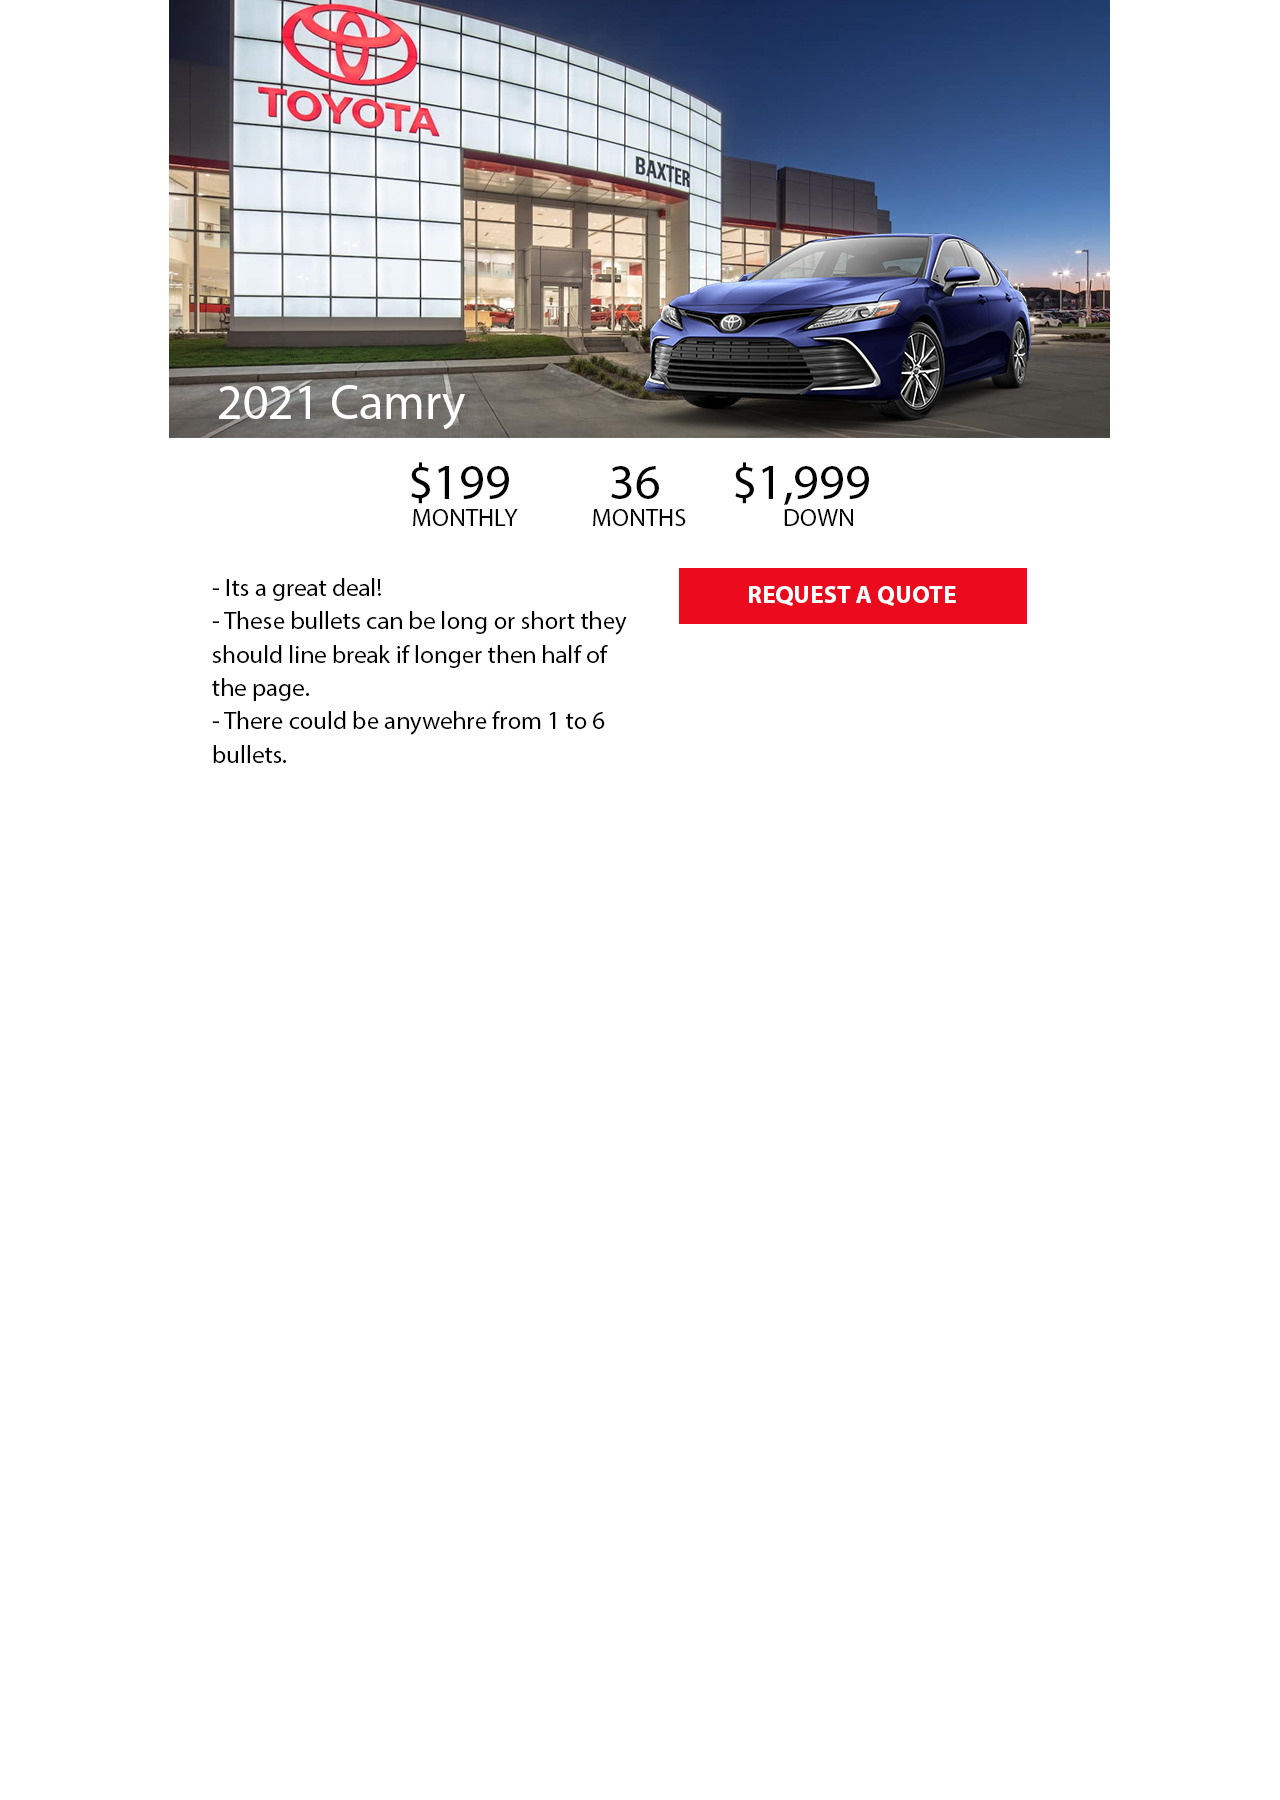 TOYOTA
BAXTER
2021 Camry
$199 36 $1,999
MONTHLY MONTHS DOWN
- Its a great deal!
- These bullets can be long or short they
should line break if longer then half of
the page.
- There could be anywehre from 1 to 6
bullets.
REQUEST A QUOTE